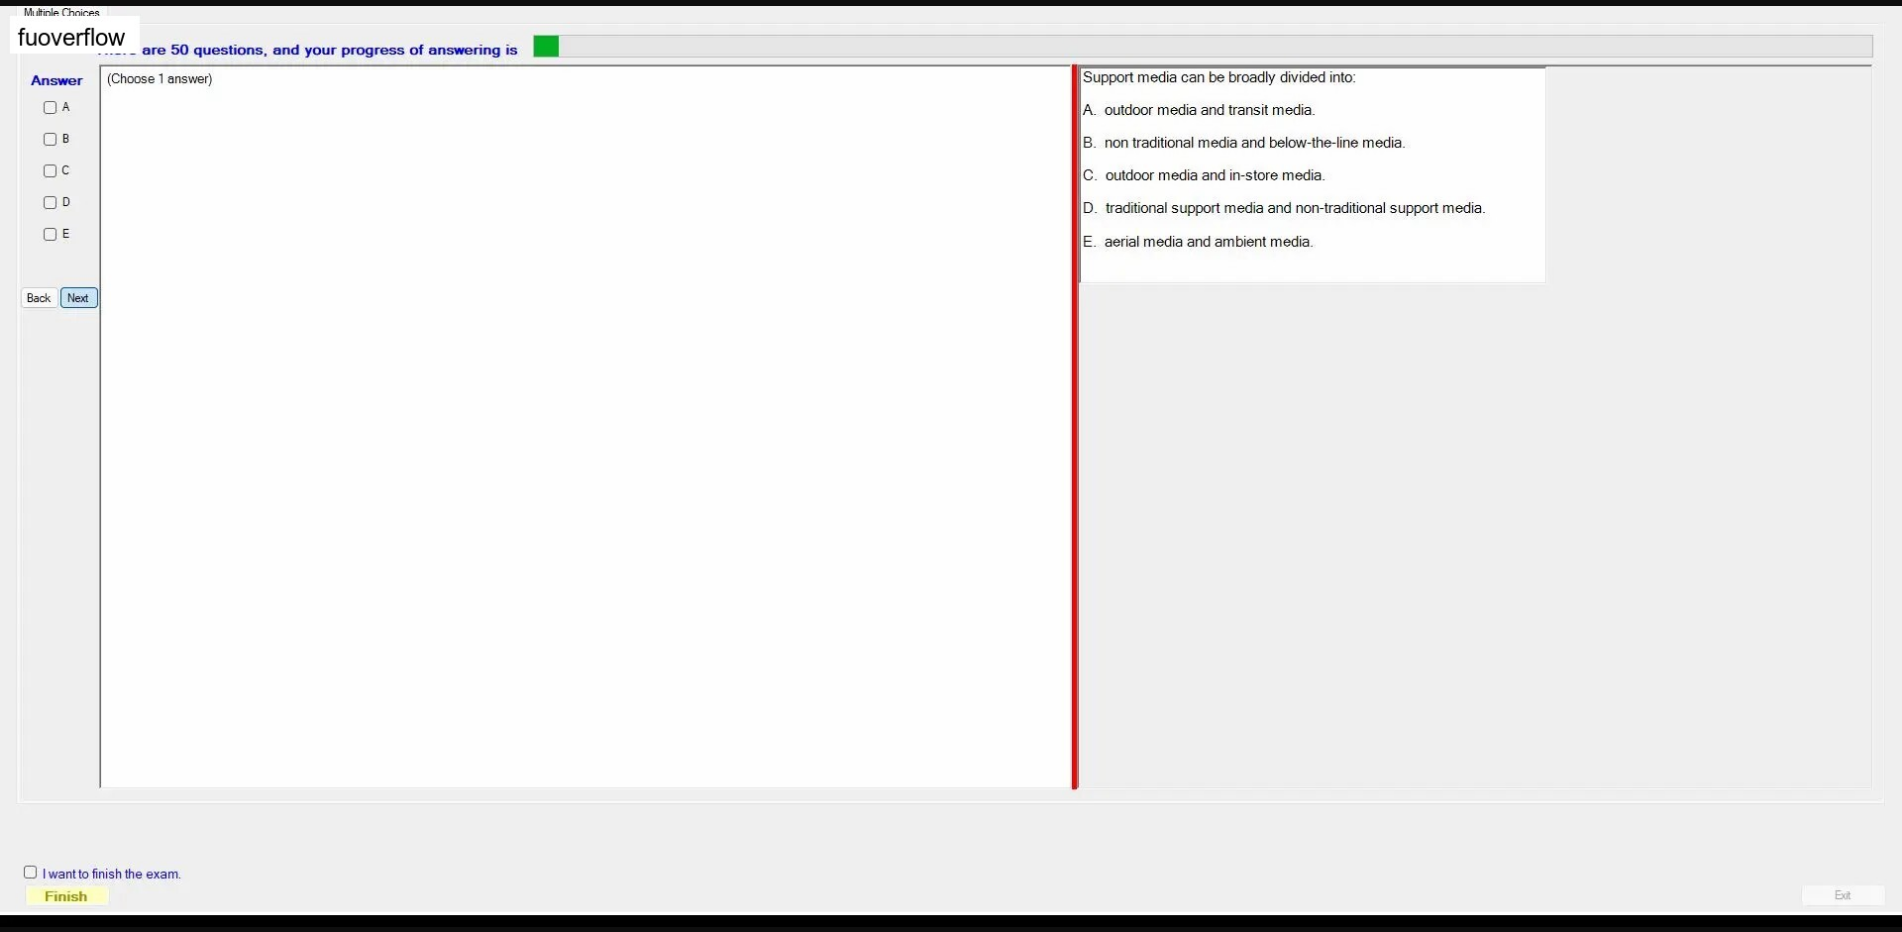 Multiple Choices
fuoverflow
are 50 questions, and your progress of answering is
Answer
(Choose 1 answer)
A
B
C
D
E
Back
Next
Support media can be broadly divided into:
A. outdoor media and transit media.
B. non traditional media and below-the-line media.
C. outdoor media and in-store media.
D. traditional support media and non-traditional support media.
E. aerial media and ambient media.
I want to finish the exam.
Finish
Exit